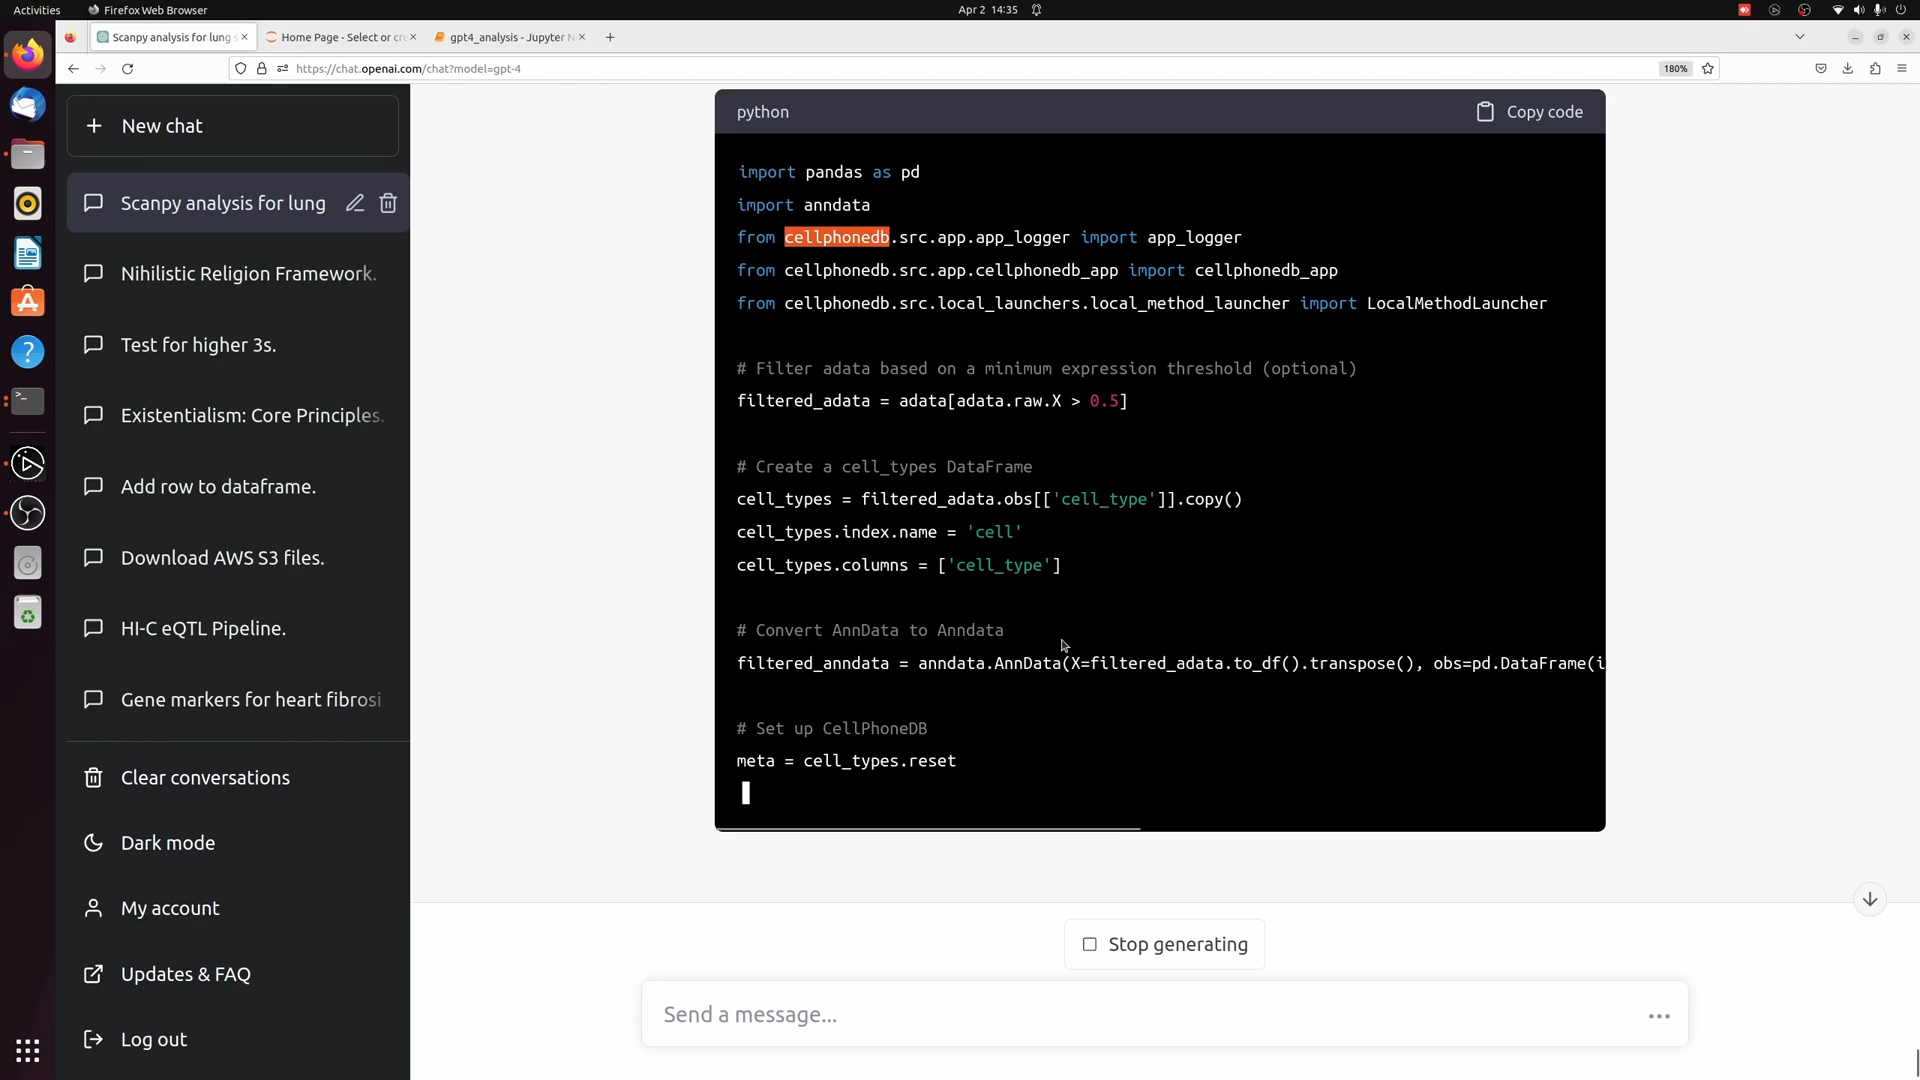 Activities
Firefox Web Browser
Apr 2 14:35
Scanpy analysis for lung
Home Page - Select or cre
gpt4_analysis - Jupyter N
https://chat.openai.com/chat?model=gpt-4
180%
New chat
Scanpy analysis for lung
Nihilistic Religion Framework.
Test for higher 3s.
Existentialism: Core Principles.
Add row to dataframe.
Download AWS S3 files.
HI-C eQTL Pipeline.
Gene markers for heart fibrosi
Clear conversations
Dark mode
My account
Updates & FAQ
Log out
python
Copy code
import pandas as pd
import anndata
from cellphonedb.src.app.app_logger import app_logger
from cellphonedb.src.app.cellphonedb_app import cellphonedb_app
from cellphonedb.src.local_launchers.local_method_launcher import LocalMethodLauncher
# Filter adata based on a minimum expression threshold (optional)
filtered_adata = adata[adata.raw.X > 0.5]
# Create a cell_types DataFrame
cell_types = filtered_adata.obs[['cell_type']].copy()
cell_types.index.name = 'cell'
cell_types.columns = ['cell_type']
# Convert AnnData to Anndata
filtered_anndata = anndata.AnnData(X=filtered_adata.to_df().transpose(), obs=pd.DataFrame(i
# Set up CellPhoneDB
meta = cell_types.reset
Stop generating
Send a message...